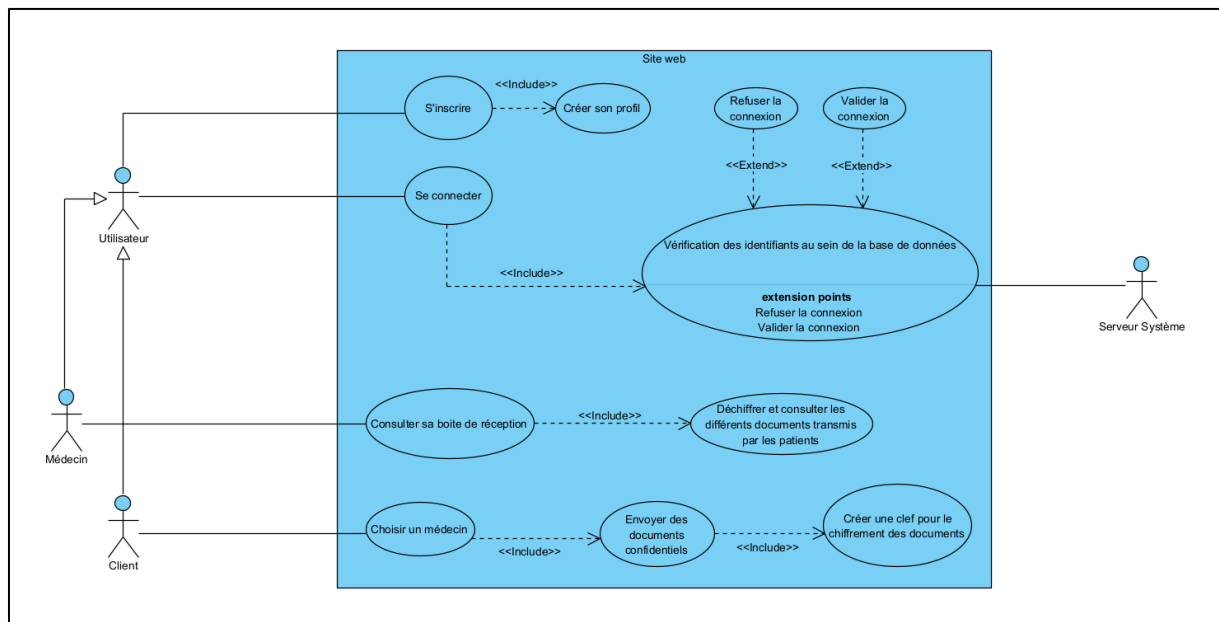 Site web
<<Include>>
S'inscrire
Créer son profil
Refuser la
connexion
Valider la
connexion
<<Extend>>
<<Extend>>
Se connecter
Utilisateur
Vérification des identifiants au sein de la base de données
<<Include>>
extension points
Refuser la connexion
Valider la connexion
Serveur Système
Consulter sa boite de réception
<<Include>>
Déchiffrer et consulter les
différents documents transmis
par les patients
Médecin
Choisir un médecin
<<Include>>
Envoyer des
documents
confidentiels
<<Include>>
Créer une clef pour le
chiffrement des documents
Client